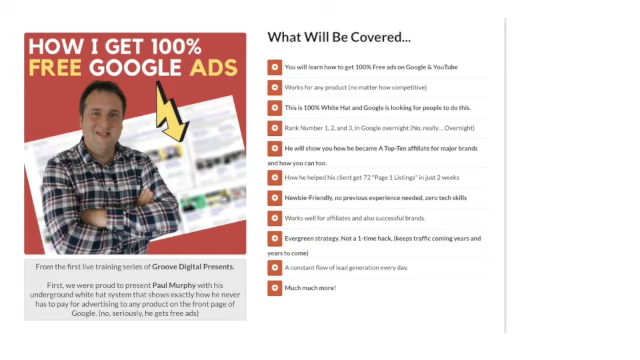 HOW I GET 100%
FREE GOOGLE ADS
From the first live training series of Groove Digital Presents.
First, we were proud to present Paul Murphy with his
underground white hat system that shows exactly how he never
has to pay for advertising to any product on the front page of
Google. (no, seriously, he gets free ads)
What Will Be Covered...
You will learn how to get 100% Free ads on Google & YouTube
Works for any product (no matter how competitive)
This is 100% White Hat and Google is looking for people to do this.
Rank Number 1, 2, and 3, in Google overnight (No, really... Overnight)
He will show you how he became A Top-Ten affiliate for major brands
and how you can too.
How he helped his client get 72 "Page 1 Listings" in just 2 weeks
Newbie-Friendly, no previous experience needed, zero tech skills
Works well for affiliates and also successful brands.
Evergreen strategy. Not a 1-time hack, (keeps traffic coming years and
years to come)
A constant flow of lead generation every day.
Much much more!